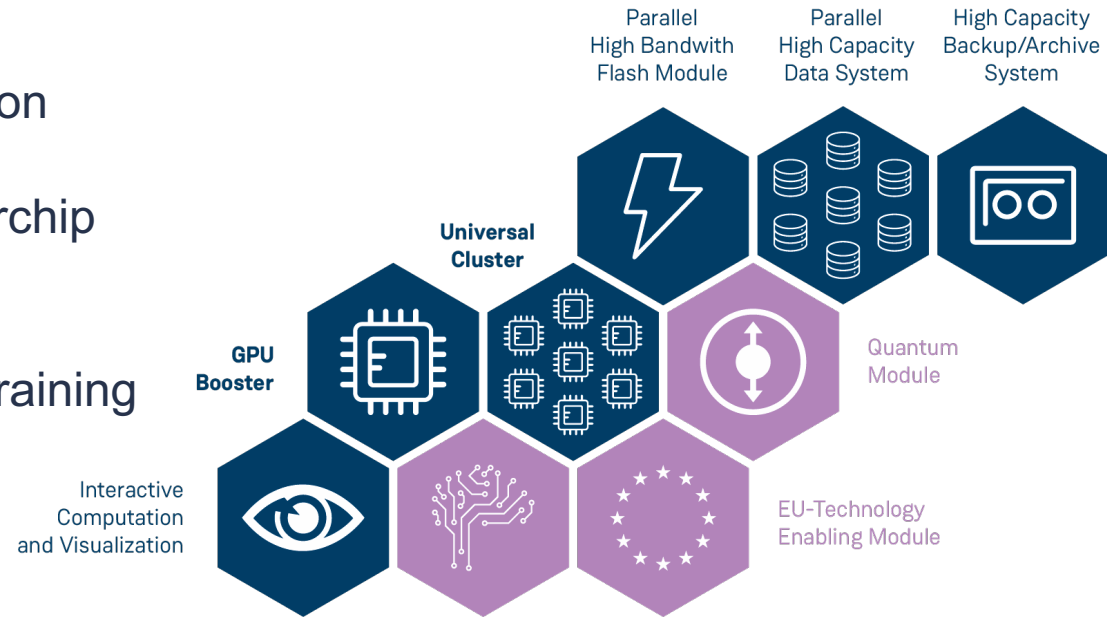 Parallel
High Bandwith
Flash Module
Parallel
High Capacity
Data System
High Capacity
Backup/Archive
System
on
rchip
raining
Universal
Cluster
GPU
Booster
Quantum
Module
Interactive
Computation
and Visualization
EU-Technology
Enabling Module